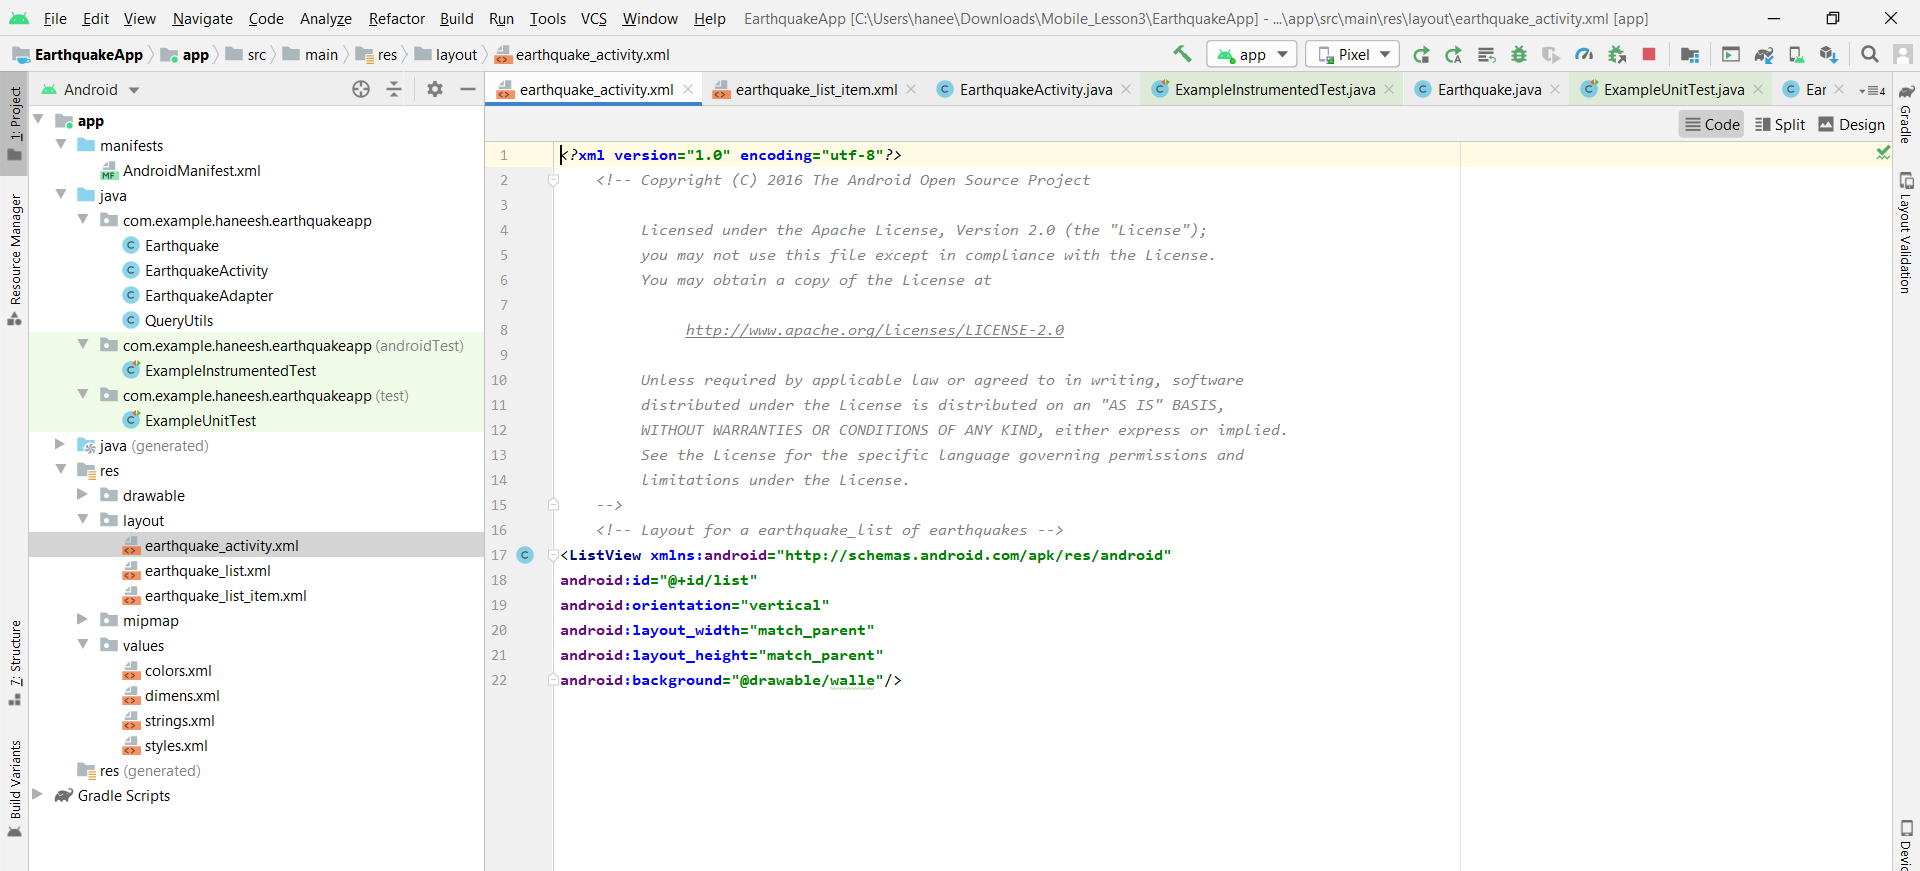 File Edit View Navigate Code Analyze Refactor Build Run Tools VCS Window Help EarthquakeApp [C:\Users\hanee\Downloads\Mobile_Lesson3\EarthquakeApp] - ...\app\src\main\res\layout\earthquake_activity.xml [app]
EarthquakeApp app src main res layout earthquake_activity.xml app Pixel
Android
earthquake_activity.xml earthquake_list_item.xml EarthquakeActivity.java ExampleInstrumentedTest.java Earthquake.java ExampleUnitTest.java Ear 4
Code Split Design
1: Project
Resource Manager
7: Structure
Build Variants
app
manifests
AndroidManifest.xml
java
com.example.haneesh.earthquakeapp
Earthquake
EarthquakeActivity
EarthquakeAdapter
QueryUtils
com.example.haneesh.earthquakeapp (androidTest)
ExampleInstrumentedTest
com.example.haneesh.earthquakeapp (test)
ExampleUnitTest
java (generated)
res
drawable
layout
earthquake_activity.xml
earthquake_list.xml
earthquake_list_item.xml
mipmap
values
colors.xml
dimens.xml
strings.xml
styles.xml
res (generated)
Gradle Scripts
1 <?xml version="1.0" encoding="utf-8"?>
2 <!-- Copyright (C) 2016 The Android Open Source Project
3
4 Licensed under the Apache License, Version 2.0 (the "License");
5 you may not use this file except in compliance with the License.
6 You may obtain a copy of the License at
7
8 http://www.apache.org/licenses/LICENSE-2.0
9
10 Unless required by applicable law or agreed to in writing, software
11 distributed under the License is distributed on an "AS IS" BASIS,
12 WITHOUT WARRANTIES OR CONDITIONS OF ANY KIND, either express or implied.
13 See the License for the specific language governing permissions and
14 limitations under the License.
15 -->
16 <!-- Layout for a earthquake_list of earthquakes -->
17 <ListView xmlns:android="http://schemas.android.com/apk/res/android"
18 android:id="@+id/list"
19 android:orientation="vertical"
20 android:layout_width="match_parent"
21 android:layout_height="match_parent"
22 android:background="@drawable/walle"/>
Gradle
Layout Validation
Devic